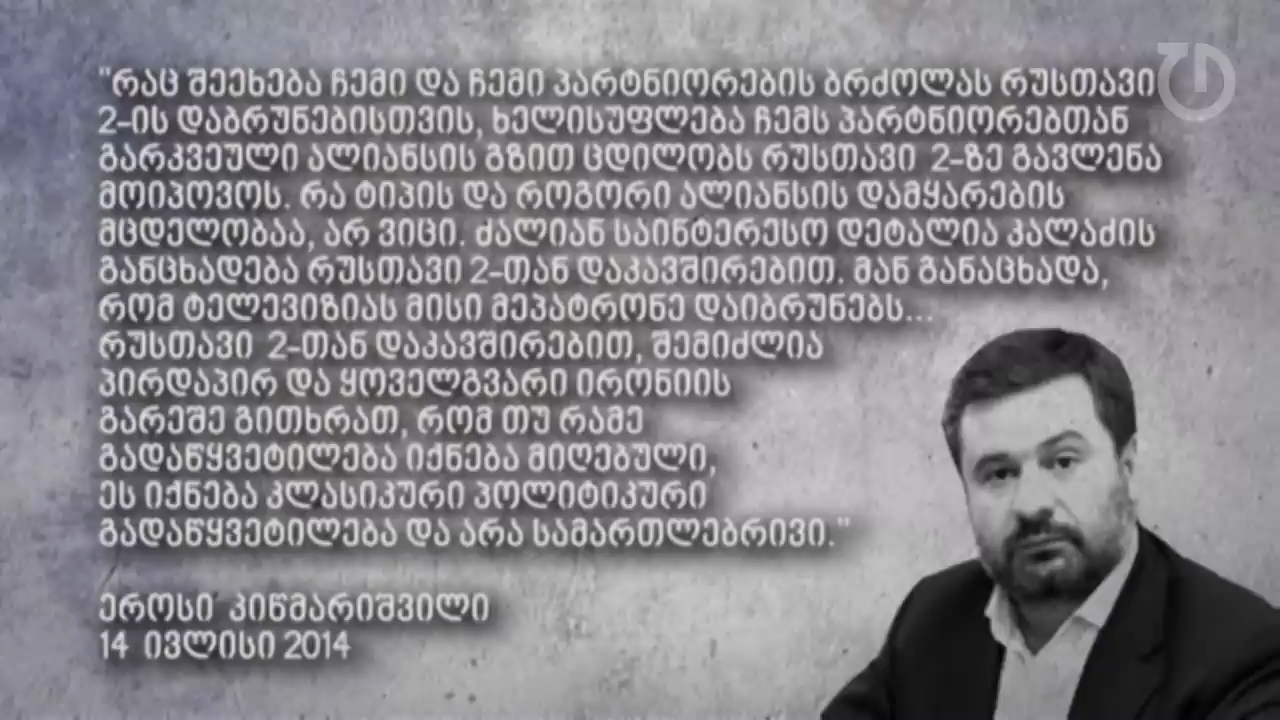 "რაც შეეხება ჩემი და ჩემი პარტნიორების ბრძოლას რუსთავი
2-ის დაბრუნებისთვის, ხელისუფლება ჩემს პარტნიორებთან
გარკვეული ალიანსის გზით ცდილობს რუსთავი 2-ზე გავლენა
მოიპოვოს. რა ტიპის და როგორი ალიანსის დამყარების
მცდელობაა, არ ვიცი. ძალიან საინტერესო დეტალია კალაძის
განცხადება რუსთავი 2-თან დაკავშირებით. მან განაცხადა,
რომ ტელევიზიას მისი მეპატრონე დაიბრუნებს...
რუსთავი 2-თან დაკავშირებით, შემიძლია
პირდაპირ და ყოველგვარი ირონიის
გარეშე გითხრათ, რომ თუ რამე
გადაწყვეტილება იქნება მიღებული,
ეს იქნება კლასიკური პოლიტიკური
გადაწყვეტილება და არა სამართლებრივი."
ეროსი კიწმარიშვილი
14 ივლისი 2014